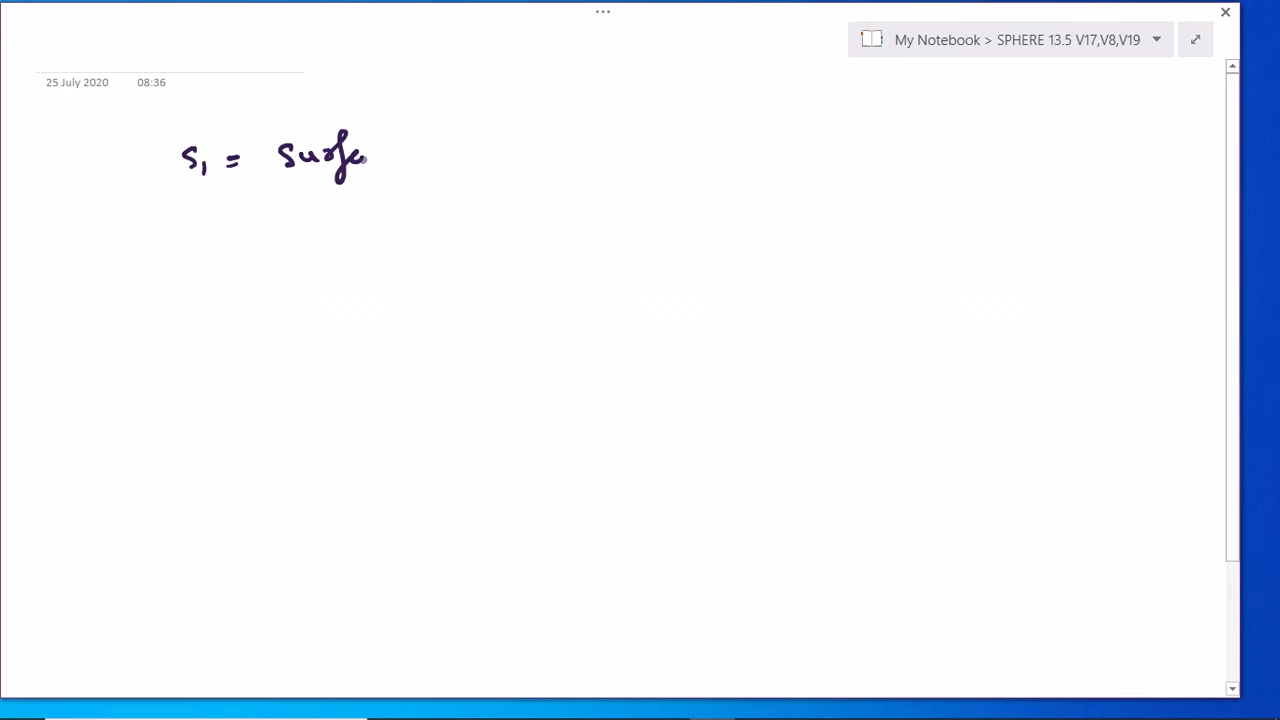 ...
My Notebook > SPHERE 13.5 V17,V8,V19
25 July 2020 08:36
S₁ = Surfa